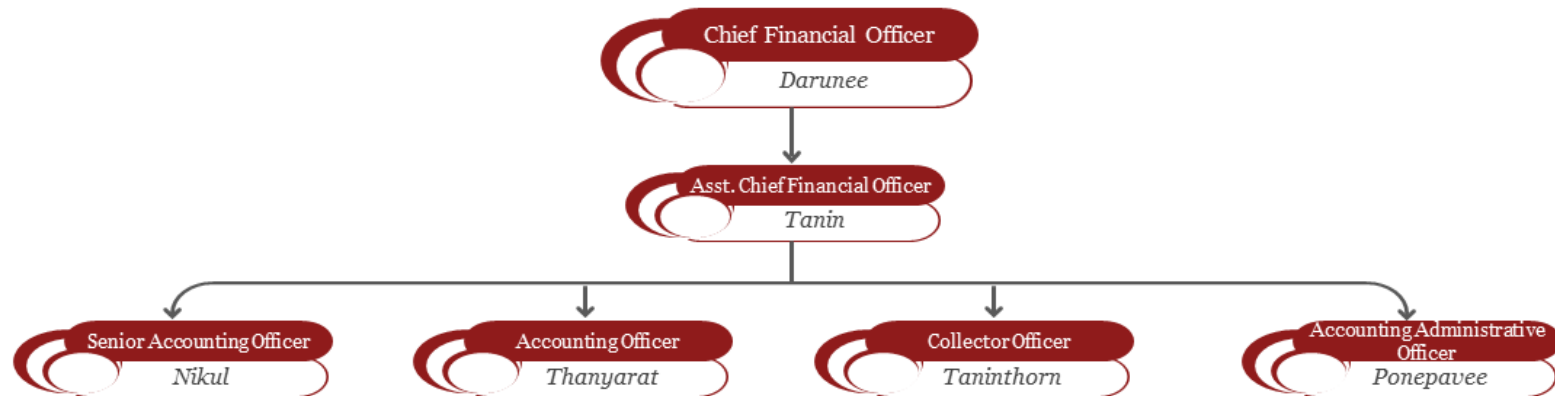 Chief Financial Officer
Darunee
Asst. Chief Financial Officer
Tanin
Senior Accounting Officer
Nikul
Accounting Officer
Thanyarat
Collector Officer
Taninthorn
Accounting Administrative
Officer
Ponepavee